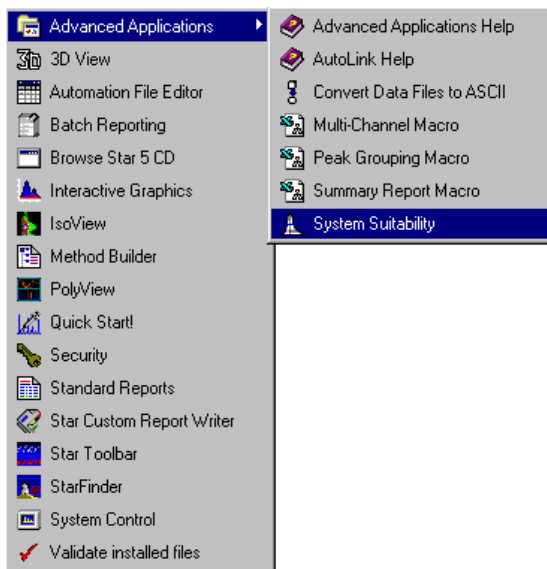 Advanced Applications
3D View
Automation File Editor
Batch Reporting
Browse Star 5 CD
Interactive Graphics
IsoView
Method Builder
PolyView
Quick Start!
Security
Standard Reports
Star Custom Report Writer
Star Toolbar
StarFinder
System Control
Validate installed files
Advanced Applications Help
AutoLink Help
Convert Data Files to ASCII
Multi-Channel Macro
Peak Grouping Macro
Summary Report Macro
System Suitability